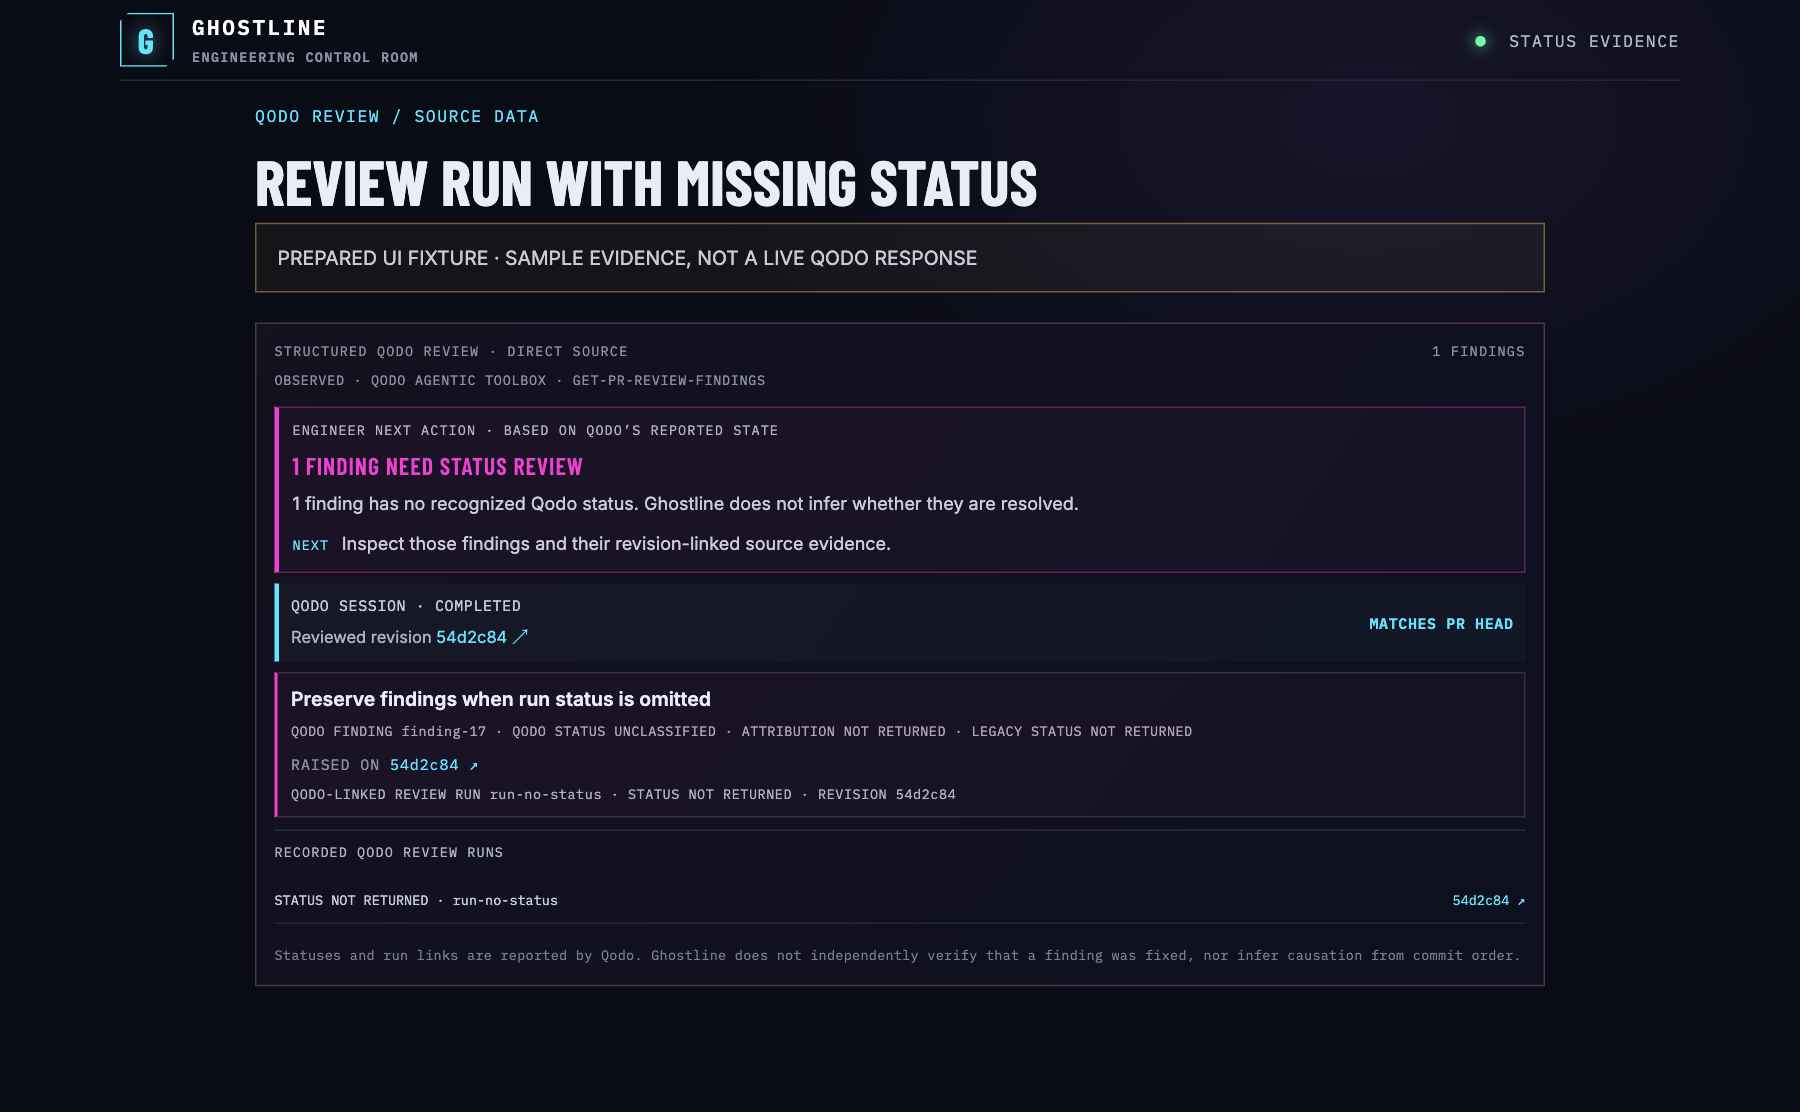 G
GHOSTLINE
ENGINEERING CONTROL ROOM
STATUS EVIDENCE
QODO REVIEW / SOURCE DATA
REVIEW RUN WITH MISSING STATUS
PREPARED UI FIXTURE · SAMPLE EVIDENCE, NOT A LIVE QODO RESPONSE
STRUCTURED QODO REVIEW · DIRECT SOURCE
1 FINDINGS
OBSERVED · QODO AGENTIC TOOLBOX · GET-PR-REVIEW-FINDINGS
ENGINEER NEXT ACTION · BASED ON QODO’S REPORTED STATE
1 FINDING NEED STATUS REVIEW
1 finding has no recognized Qodo status. Ghostline does not infer whether they are resolved.
NEXT Inspect those findings and their revision-linked source evidence.
QODO SESSION · COMPLETED
Reviewed revision 54d2c84 ↗
MATCHES PR HEAD
Preserve findings when run status is omitted
QODO FINDING finding-17 · QODO STATUS UNCLASSIFIED · ATTRIBUTION NOT RETURNED · LEGACY STATUS NOT RETURNED
RAISED ON 54d2c84 ↗
QODO-LINKED REVIEW RUN run-no-status · STATUS NOT RETURNED · REVISION 54d2c84
RECORDED QODO REVIEW RUNS
STATUS NOT RETURNED · run-no-status
54d2c84 ↗
Statuses and run links are reported by Qodo. Ghostline does not independently verify that a finding was fixed, nor infer causation from commit order.